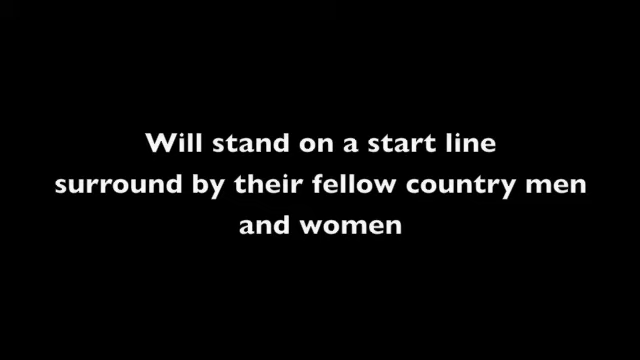 Will stand on a start line
surround by their fellow country men
and women